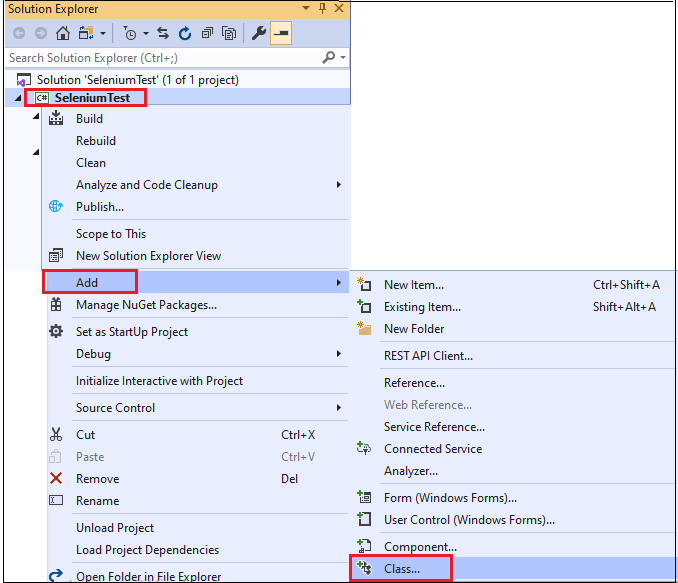 Solution Explorer
Search Solution Explorer (Ctrl+;)
Solution 'SeleniumTest' (1 of 1 project)
C# SeleniumTest
Build
Rebuild
Clean
Analyze and Code Cleanup
Publish...
Scope to This
New Solution Explorer View
Add
Manage NuGet Packages...
Set as StartUp Project
Debug
Initialize Interactive with Project
Source Control
Cut Ctrl+X
Paste Ctrl+V
Remove Del
Rename
Unload Project
Load Project Dependencies
Open Folder in File Explorer
New Item... Ctrl+Shift+A
Existing Item... Shift+Alt+A
New Folder
REST API Client...
Reference...
Web Reference...
Service Reference...
Connected Service
Analyzer...
Form (Windows Forms)...
User Control (Windows Forms)...
Component...
Class...